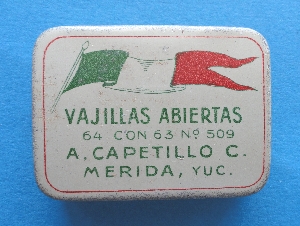 VAJILLAS ABIERTAS
64 CON 63 Nº 509
A. CAPETILLO C.
MERIDA, YUC.